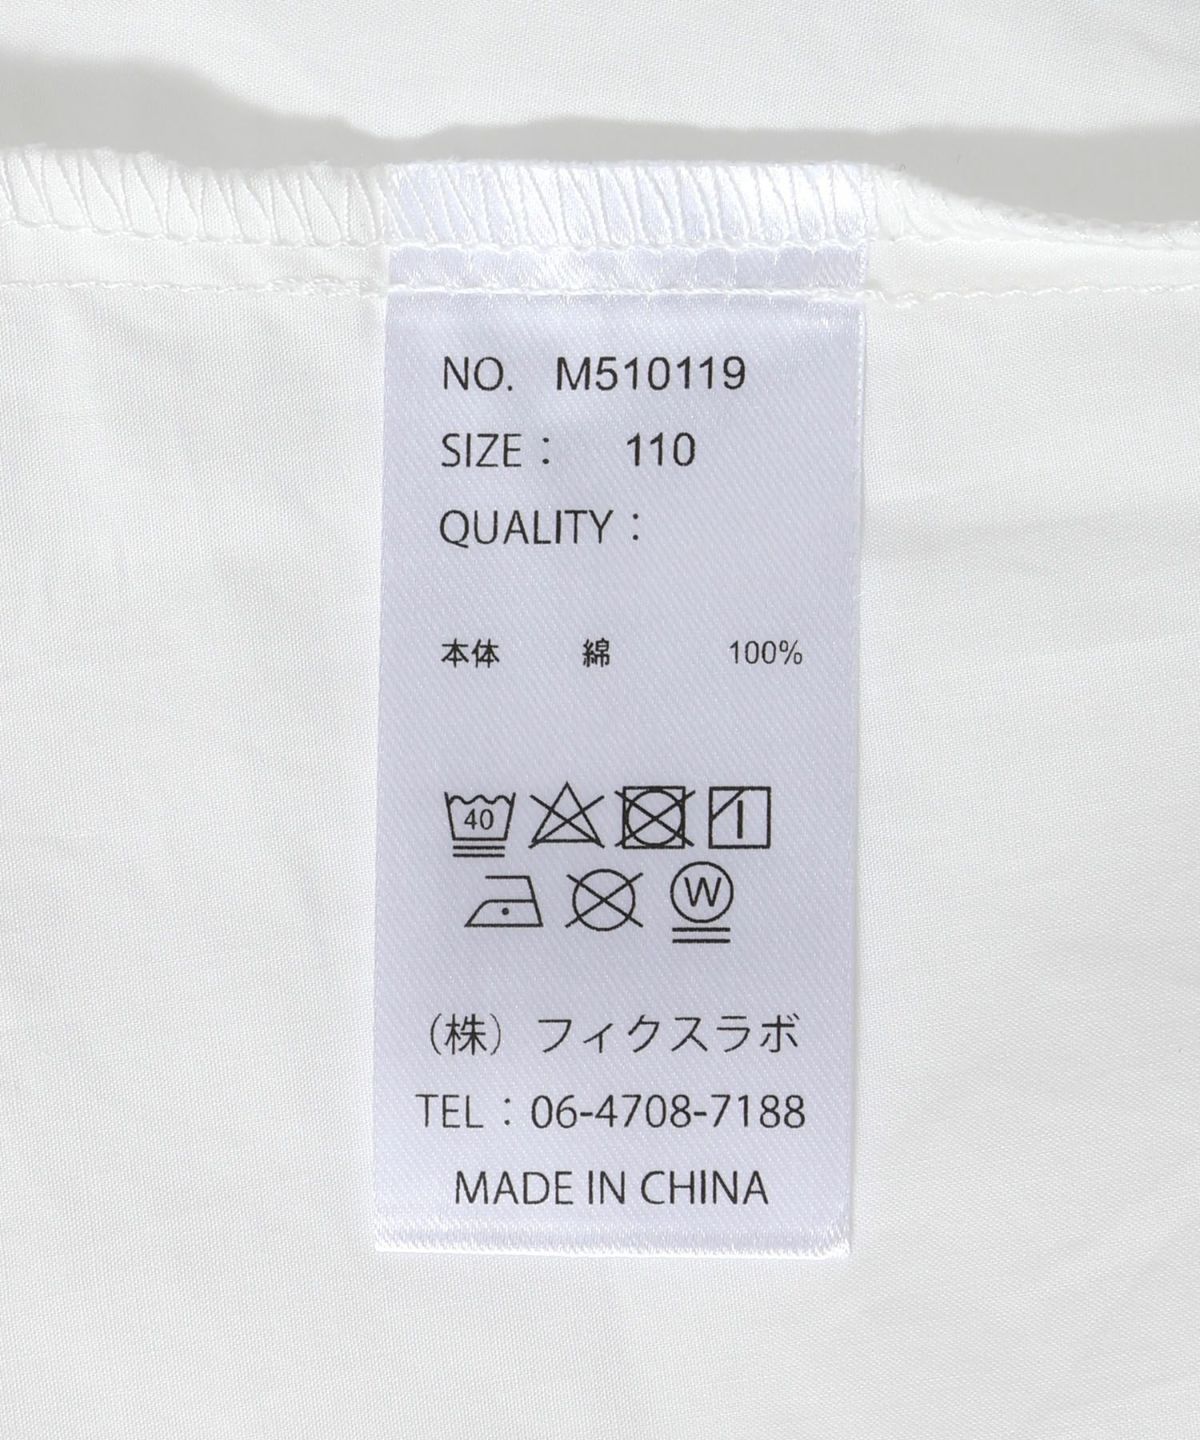 NO. M510119
SIZE： 110
QUALITY：
本体 綿 100%
40
W
（株）フィクスラボ
TEL：06-4708-7188
MADE IN CHINA